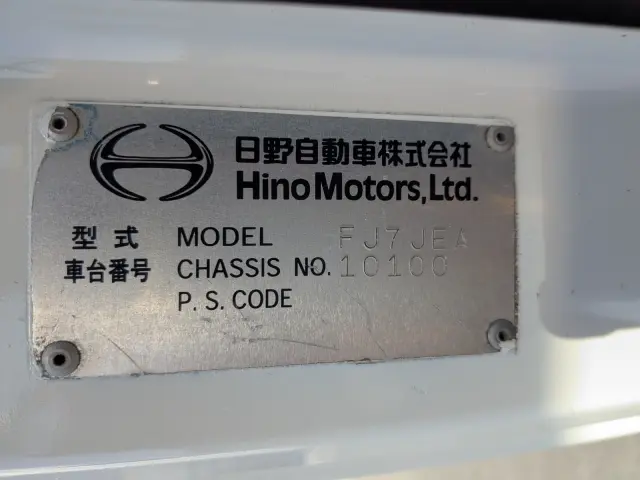 日野自動車株式会社
Hino Motors, Ltd.
型式 MODEL FJ7JEA
車台番号 CHASSIS NO. 10100
P.S. CODE